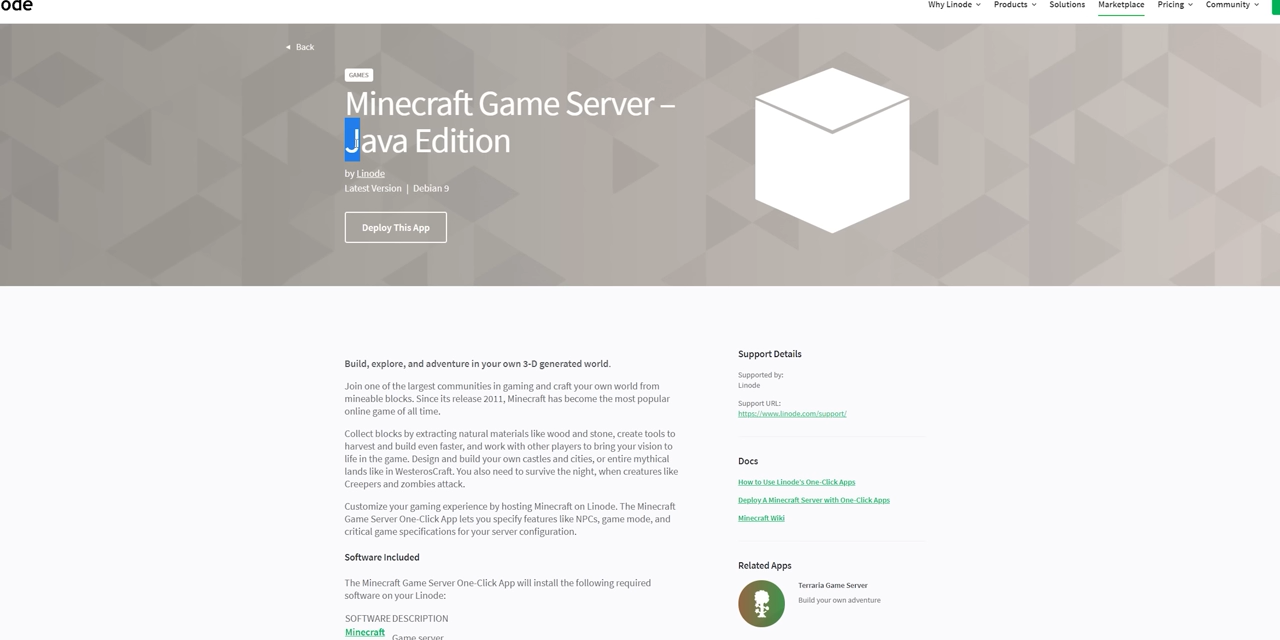 ode
Why Linode
Products
Solutions
Marketplace
Pricing
Community
Back
GAMES
Minecraft Game Server –
Java Edition
by Linode
Latest Version | Debian 9
Deploy This App
Build, explore, and adventure in your own 3-D generated world.
Join one of the largest communities in gaming and craft your own world from
mineable blocks. Since its release 2011, Minecraft has become the most popular
online game of all time.
Collect blocks by extracting natural materials like wood and stone, create tools to
harvest and build even faster, and work with other players to bring your vision to
life in the game. Design and build your own castles and cities, or entire mythical
lands like in WesterosCraft. You also need to survive the night, when creatures like
Creepers and zombies attack.
Customize your gaming experience by hosting Minecraft on Linode. The Minecraft
Game Server One-Click App lets you specify features like NPCs, game mode, and
critical game specifications for your server configuration.
Software Included
The Minecraft Game Server One-Click App will install the following required
software on your Linode:
SOFTWARE DESCRIPTION
Minecraft
Game server
Support Details
Supported by:
Linode
Support URL:
https://www.linode.com/support/
Docs
How to Use Linode's One-Click Apps
Deploy A Minecraft Server with One-Click Apps
Minecraft Wiki
Related Apps
Terraria Game Server
Build your own adventure